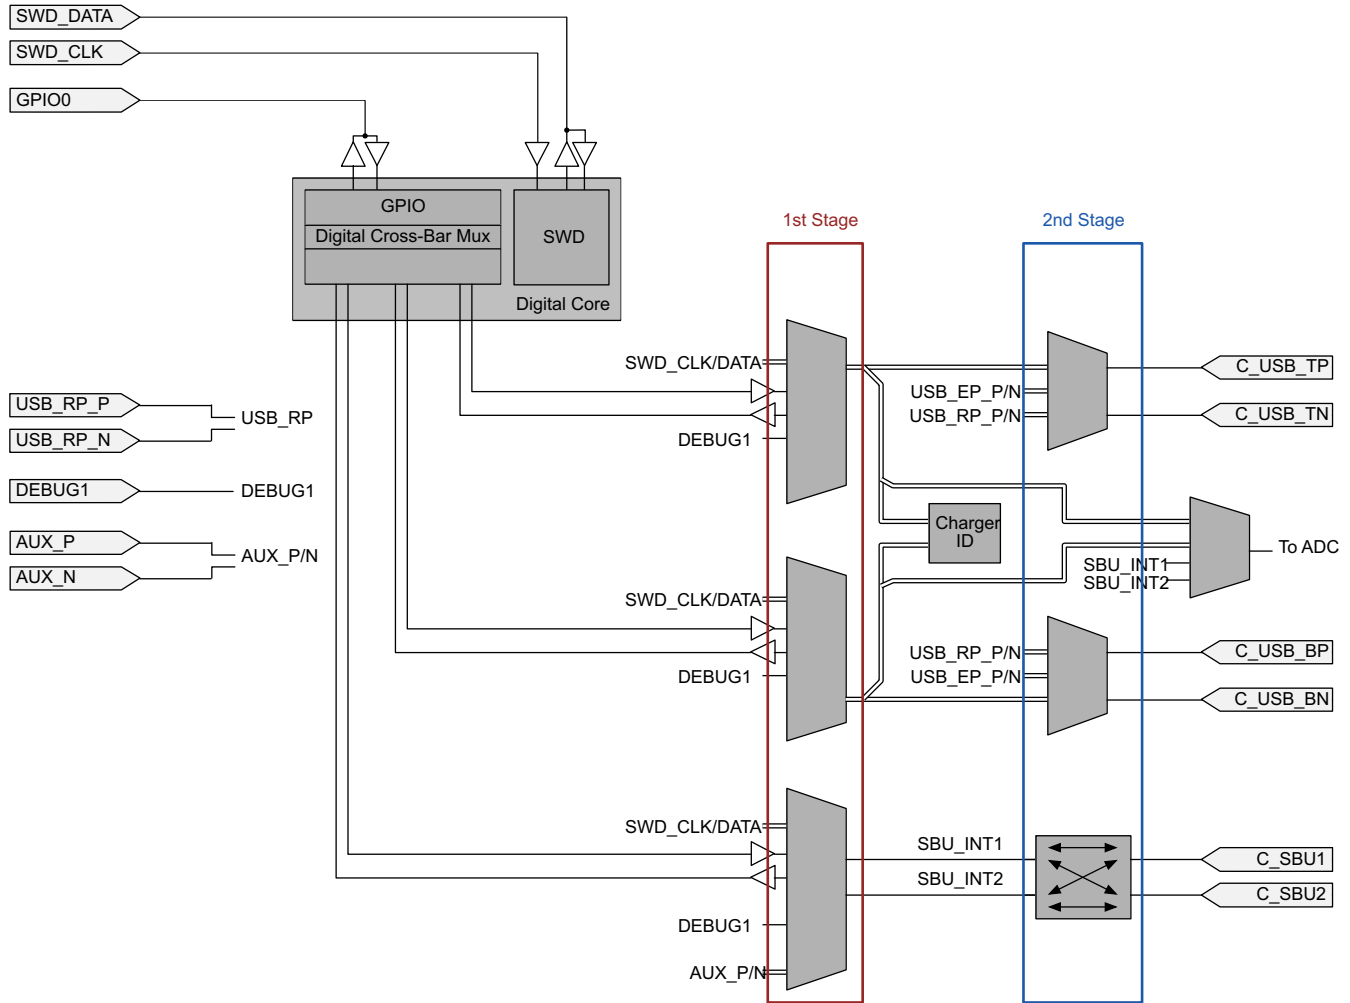 SWD_DATA
SWD_CLK
GPIO0
GPIO
Digital Cross-Bar Mux
SWD
Digital Core
1st Stage
2nd Stage
SWD_CLK/DATA
DEBUG1
USB_EP_P/N
USB_RP_P/N
C_USB_TP
C_USB_TN
USB_RP_P
USB_RP_N
USB_RP
DEBUG1
DEBUG1
AUX_P
AUX_N
AUX_P/N
Charger
ID
SBU_INT1
SBU_INT2
To ADC
SWD_CLK/DATA
DEBUG1
USB_RP_P/N
USB_EP_P/N
C_USB_BP
C_USB_BN
SWD_CLK/DATA
SBU_INT1
SBU_INT2
C_SBU1
C_SBU2
DEBUG1
AUX_P/N